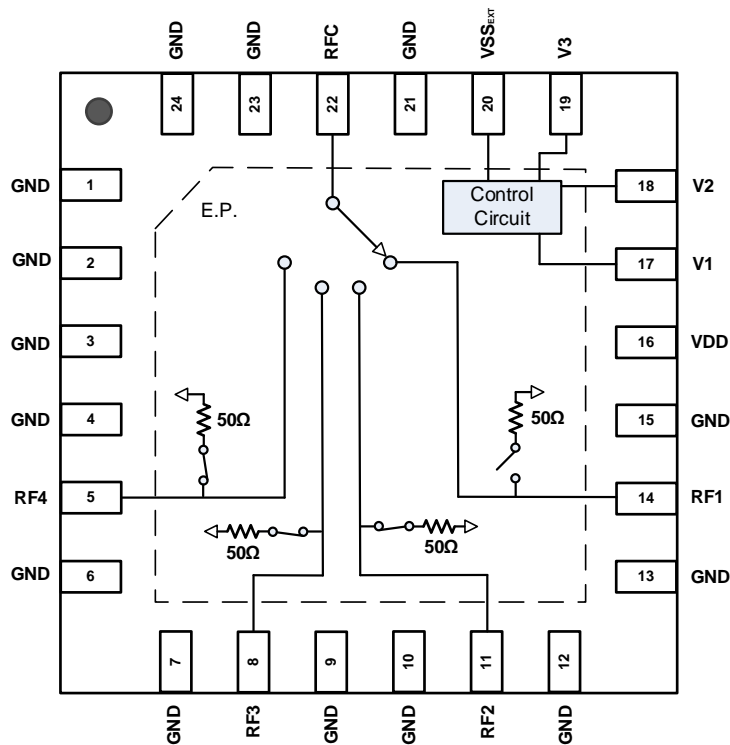 GND
GND
RFC
GND
VSSEXT
V3
24
23
22
21
20
19
GND 1
18 V2
Control
Circuit
E.P.
GND 2
17 V1
GND 3
16 VDD
GND 4
15 GND
50Ω
50Ω
RF4 5
14 RF1
50Ω
50Ω
GND 6
13 GND
7
8
9
10
11
12
GND
RF3
GND
GND
RF2
GND